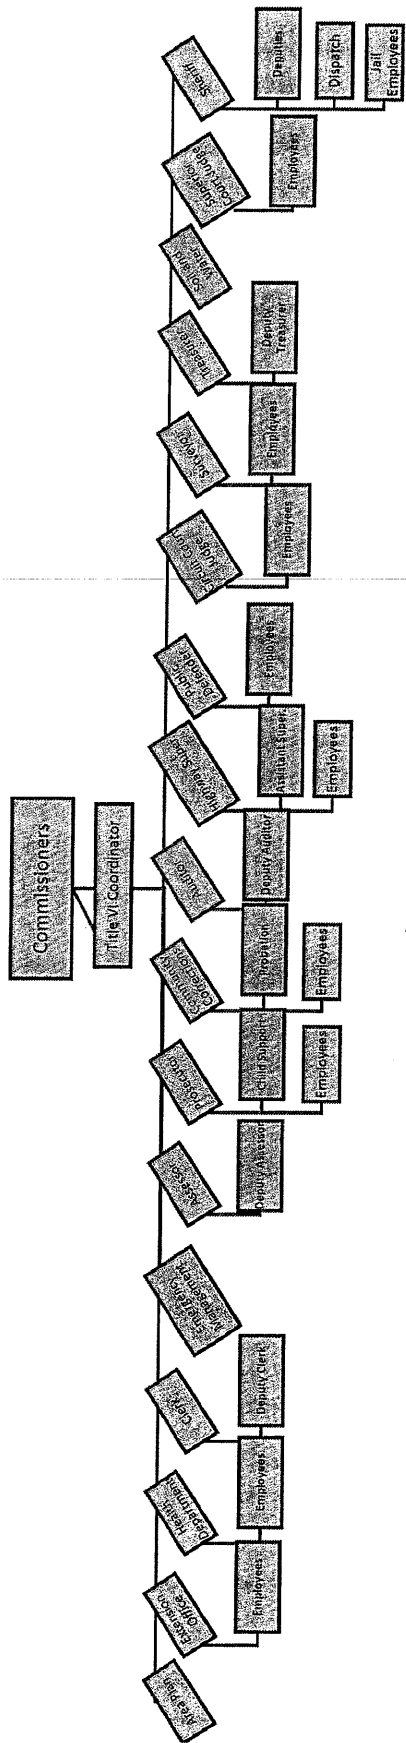 Commissioners
Title VI Coordinator
Area Plan
Extension
Office
Health
Department
Clerk
Emergency
Management
Assessor
Prosecutor
Community
Corrections
Auditor
Highway Super.
Public
Defender
Circuit Court
Judge
Surveyor
Treasurer
Soil and
Water
Superior
Court Judge
Sheriff
Employees
Employees
Deputy Clerk
Deputy Assessor
Child Support
Probation
Deputy Auditor
Assistant Super.
Employees
Employees
Employees
Deputy
Treasurer
Employees
Deputies
Employees
Employees
Employees
Dispatch
Jail
Employees